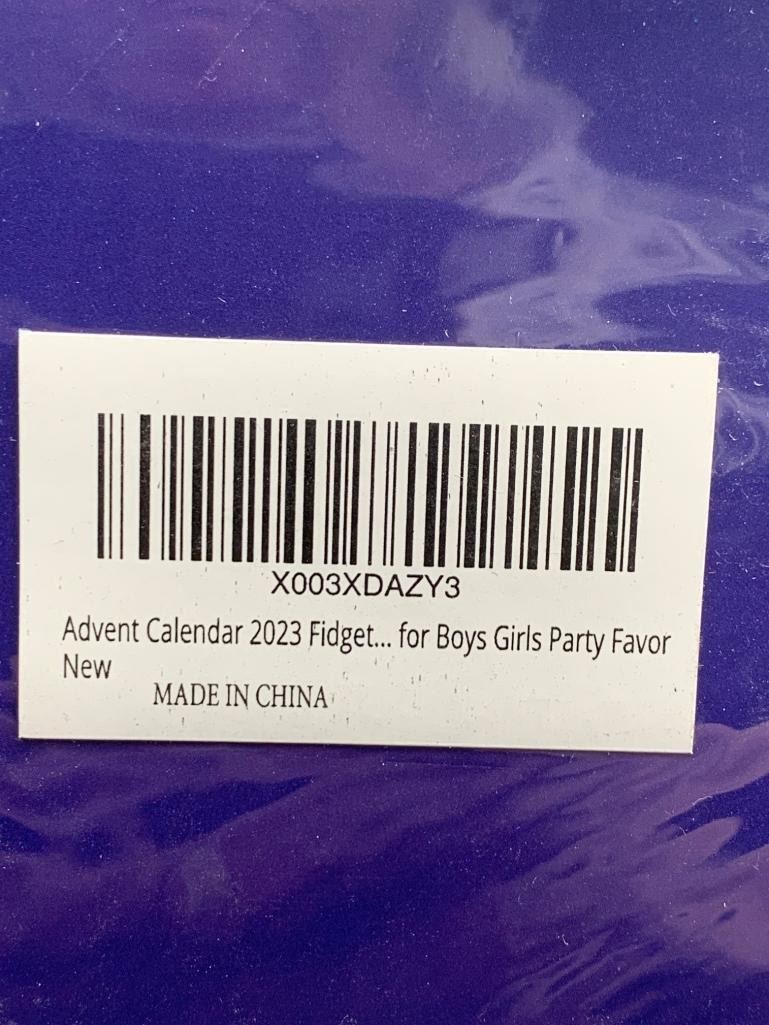 X003XDAZY3
Advent Calendar 2023 Fidget... for Boys Girls Party Favor
New
MADE IN CHINA